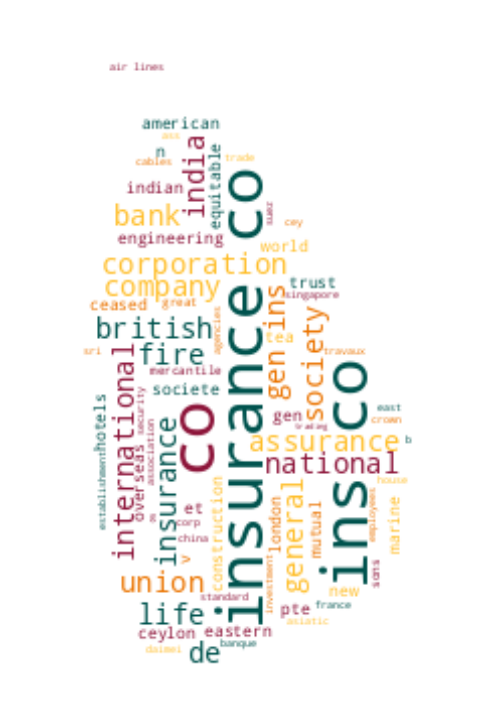 air lines
american
ass
n
cables
india
equitable
trade
indian
co
bank
suez
cey
engineering
world
corporation
company
trust
singapore
ceased
great
insurance
gen ins
british
agencies
society
tea
fire
sri
international
mercantile
travaux
societe
co
ins co
hotels
security
overseas
association
insurance
gen
trading
east
crown
assurance
b
national
establishment
construction
et
corp
os
china
v
general
london
mutual
employees
house
marine
union
investment
new
sons
standard
life
pte
france
ceylon
eastern
asiatic
daimei
de
banque